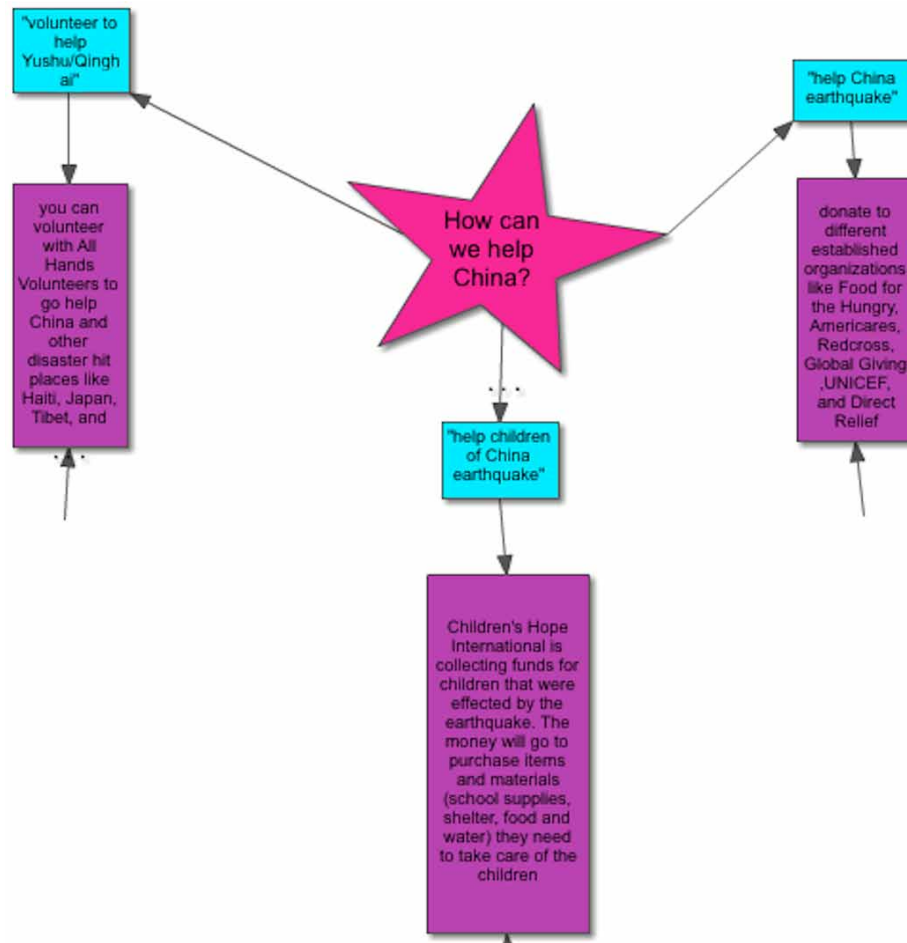 "volunteer to
help
Yushu/Qingh
ai"
"help China
earthquake"
How can
we help
China?
you can
volunteer
with All
Hands
Volunteers to
go help
China and
other
disaster hit
places like
Haiti, Japan,
Tibet, and
donate to
different
established
organizations
like Food for
the Hungry,
Americares,
Redcross,
Global Giving
,UNICEF,
and Direct
Relief
"help children
of China
earthquake"
Children's Hope
International is
collecting funds for
children that were
effected by the
earthquake. The
money will go to
purchase items
and materials
(school supplies,
shelter, food and
water) they need
to take care of the
children